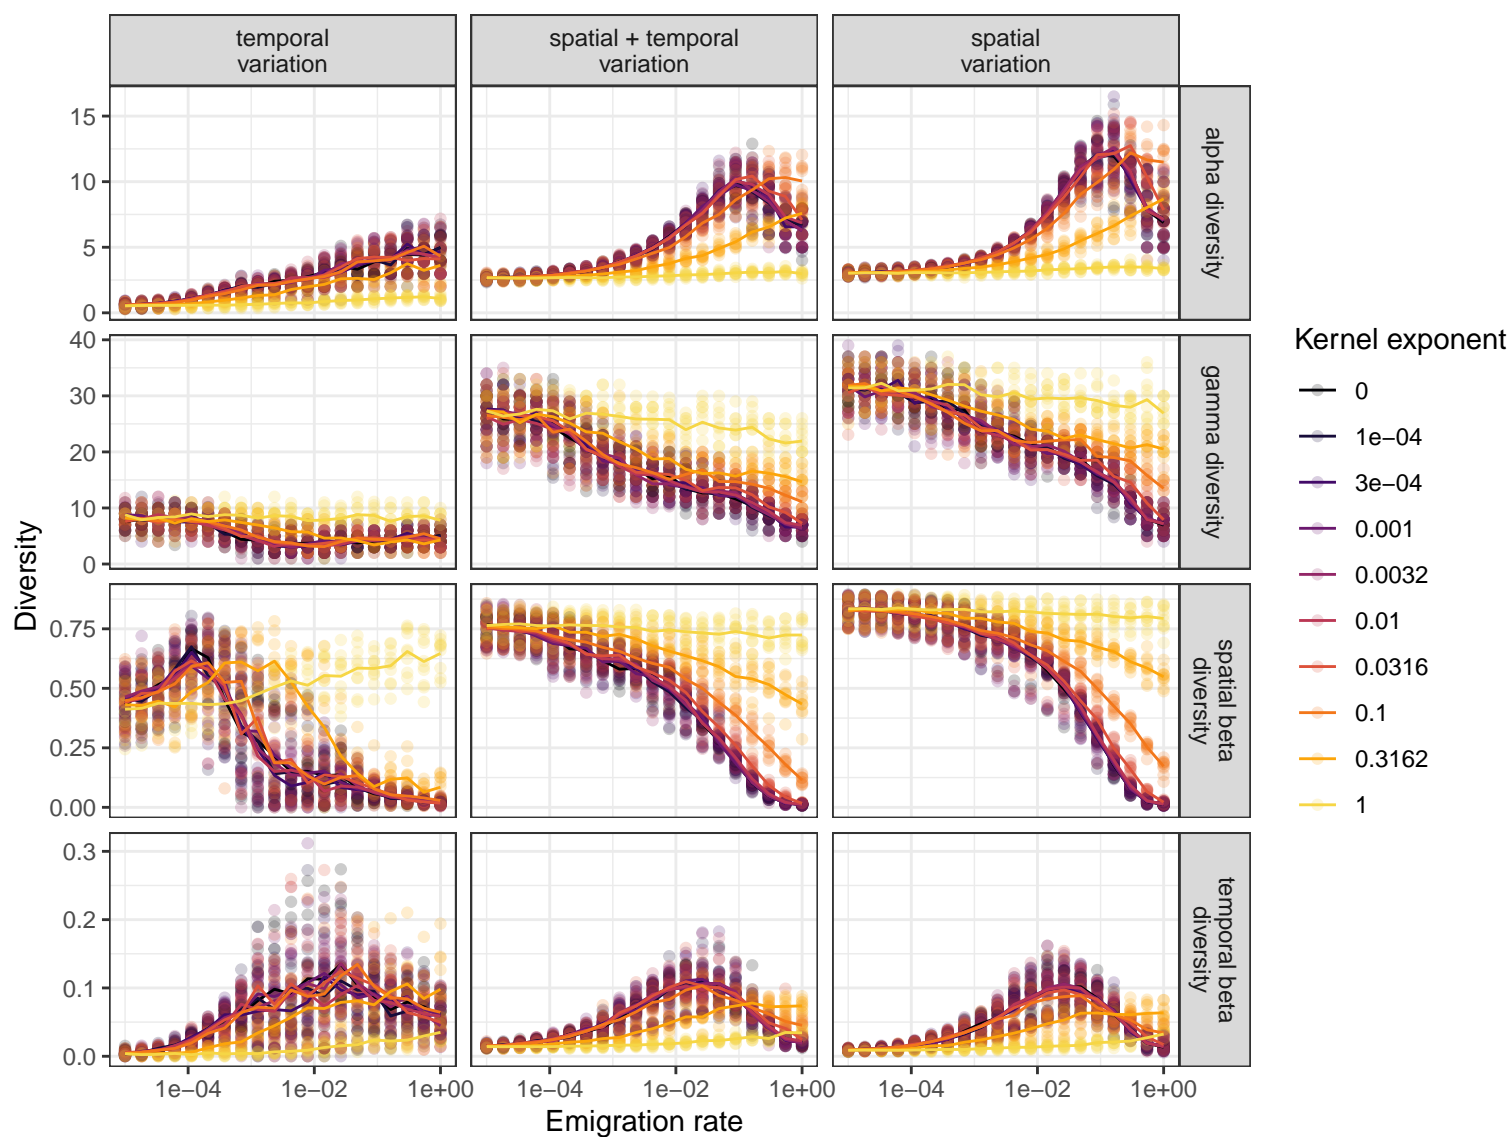 temporal
variation
spatial + temporal
variation
spatial
variation
15
10
5
0
alpha diversity
40
30
20
10
0
gamma diversity
0.75
0.50
0.25
0.00
spatial beta
diversity
0.3
0.2
0.1
0.0
temporal beta
diversity
1e−04
1e−02
1e+00
1e−04
1e−02
1e+00
1e−04
1e−02
1e+00
Emigration rate
Diversity
Kernel exponent
0
1e−04
3e−04
0.001
0.0032
0.01
0.0316
0.1
0.3162
1